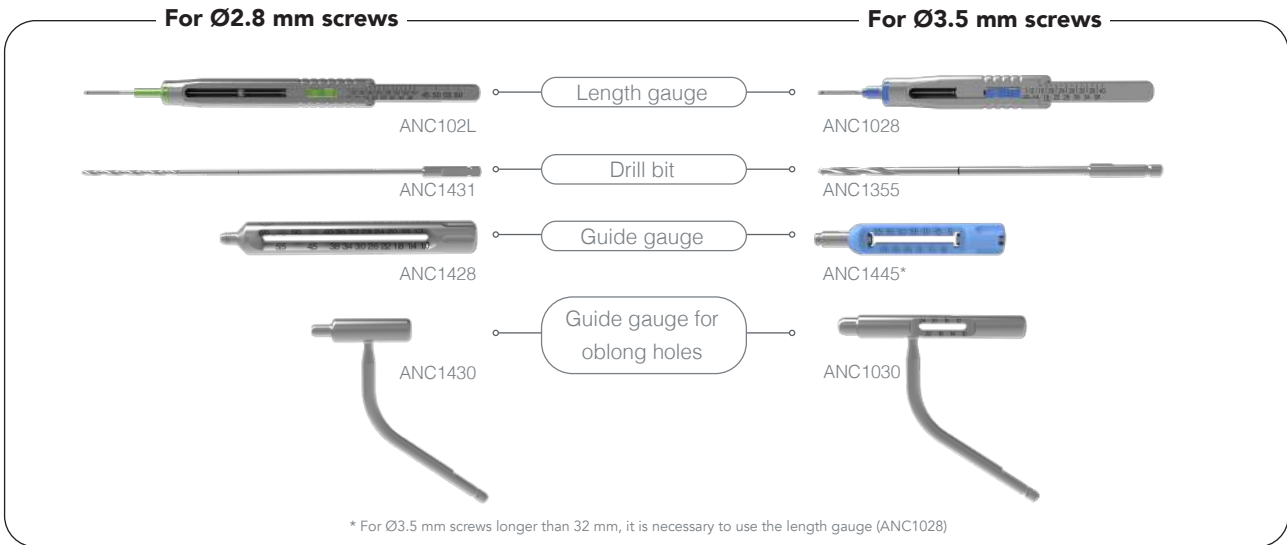 For Ø2.8 mm screws
For Ø3.5 mm screws
Length gauge
ANC102L
ANC1028
Drill bit
ANC1431
ANC1355
Guide gauge
ANC1428
ANC1445*
Guide gauge for
oblong holes
ANC1430
ANC1030
* For Ø3.5 mm screws longer than 32 mm, it is necessary to use the length gauge (ANC1028)